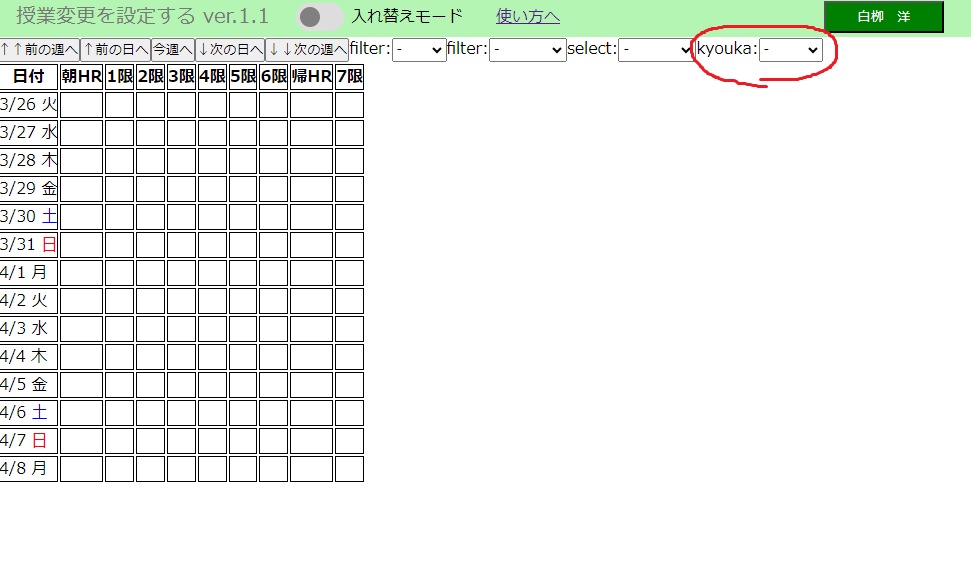 授業変更を設定する ver.1.1 入れ替えモード 使い方へ 白栁　洋
↑↑前の週へ ↑前の日へ 今週へ ↓次の日へ ↓↓次の週へ filter: - filter: - select: - kyouka: -
日付 朝HR 1限 2限 3限 4限 5限 6限 帰HR 7限
3/26 火
3/27 水
3/28 木
3/29 金
3/30 土
3/31 日
4/1 月
4/2 火
4/3 水
4/4 木
4/5 金
4/6 土
4/7 日
4/8 月